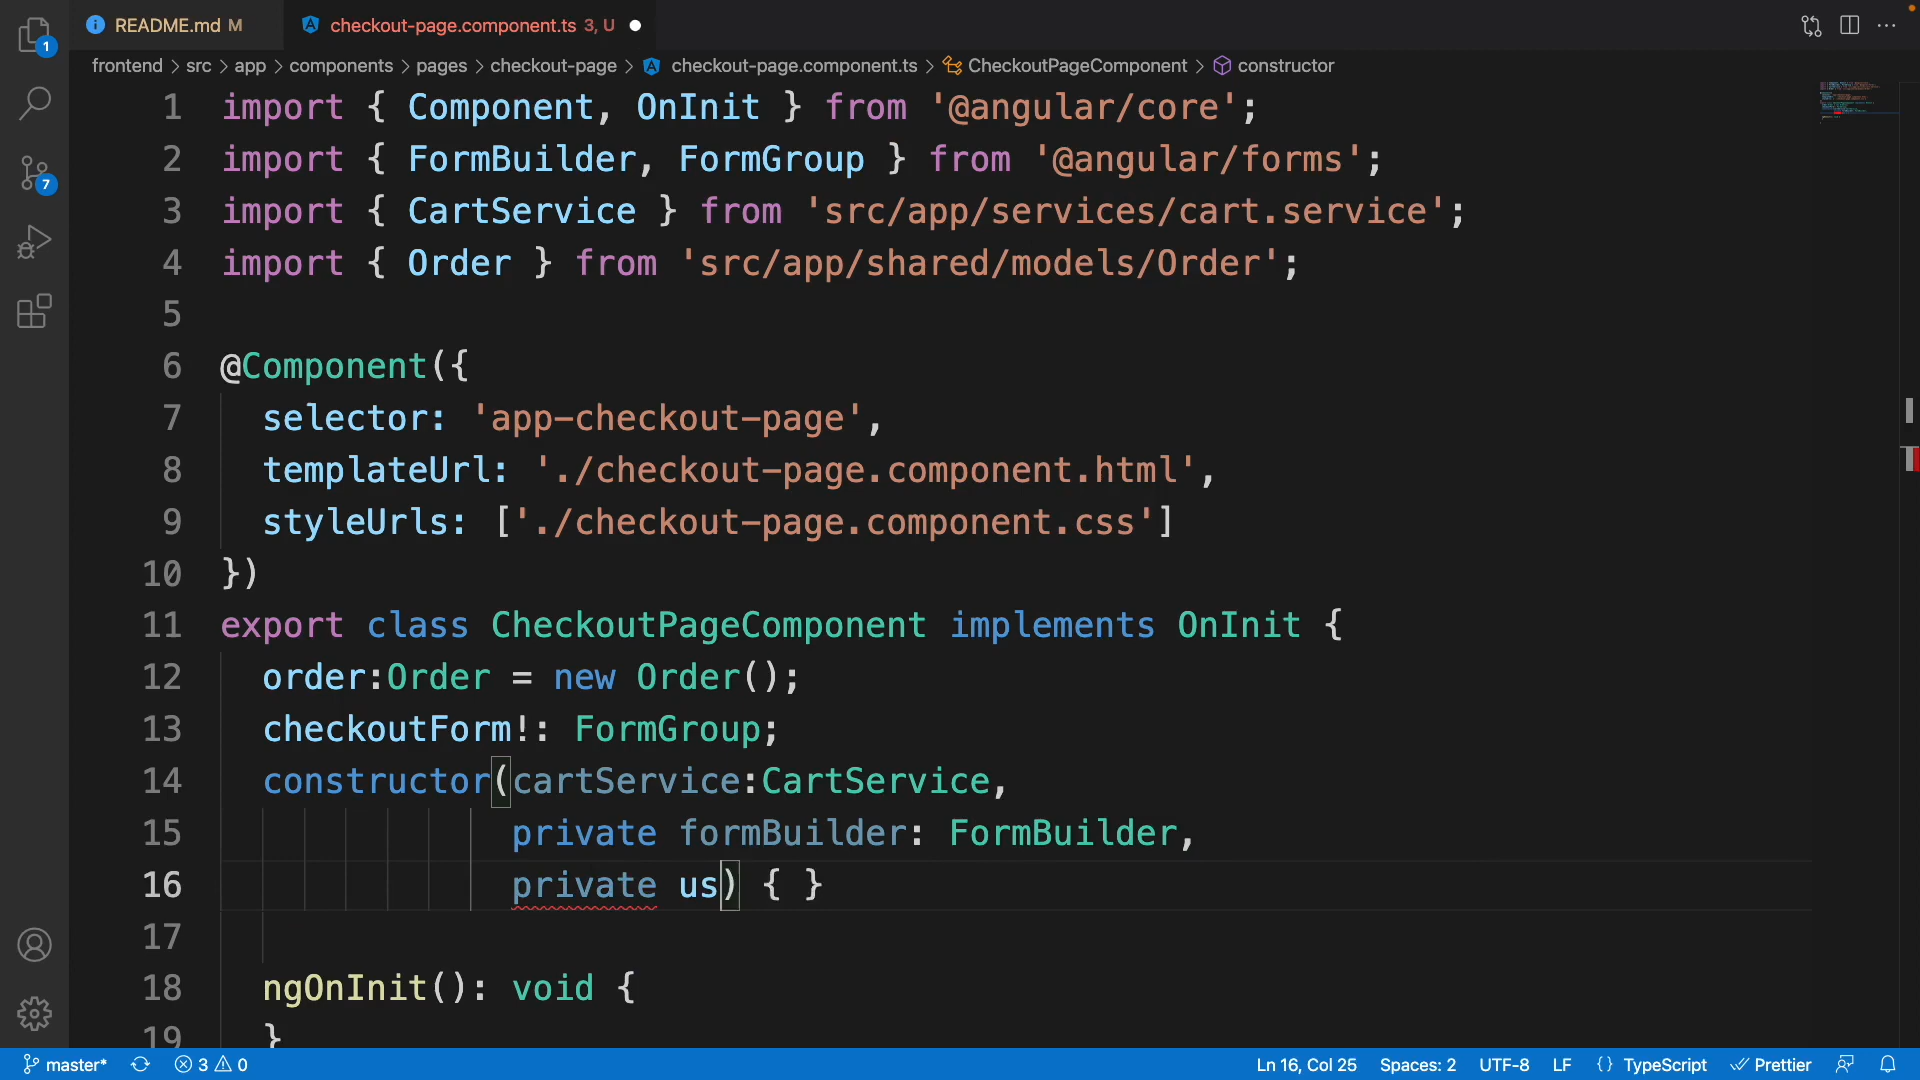 README.md M
checkout-page.component.ts 3, U
frontend > src > app > components > pages > checkout-page > checkout-page.component.ts > CheckoutPageComponent > constructor
1 import { Component, OnInit } from '@angular/core';
2 import { FormBuilder, FormGroup } from '@angular/forms';
3 import { CartService } from 'src/app/services/cart.service';
4 import { Order } from 'src/app/shared/models/Order';
5
6 @Component({
7 selector: 'app-checkout-page',
8 templateUrl: './checkout-page.component.html',
9 styleUrls: ['./checkout-page.component.css']
10 })
11 export class CheckoutPageComponent implements OnInit {
12 order:Order = new Order();
13 checkoutForm!: FormGroup;
14 constructor(cartService:CartService,
15 private formBuilder: FormBuilder,
16 private us) { }
17
18 ngOnInit(): void {
19 }
1
7
master* 3 0 Ln 16, Col 25 Spaces: 2 UTF-8 LF {} TypeScript Prettier